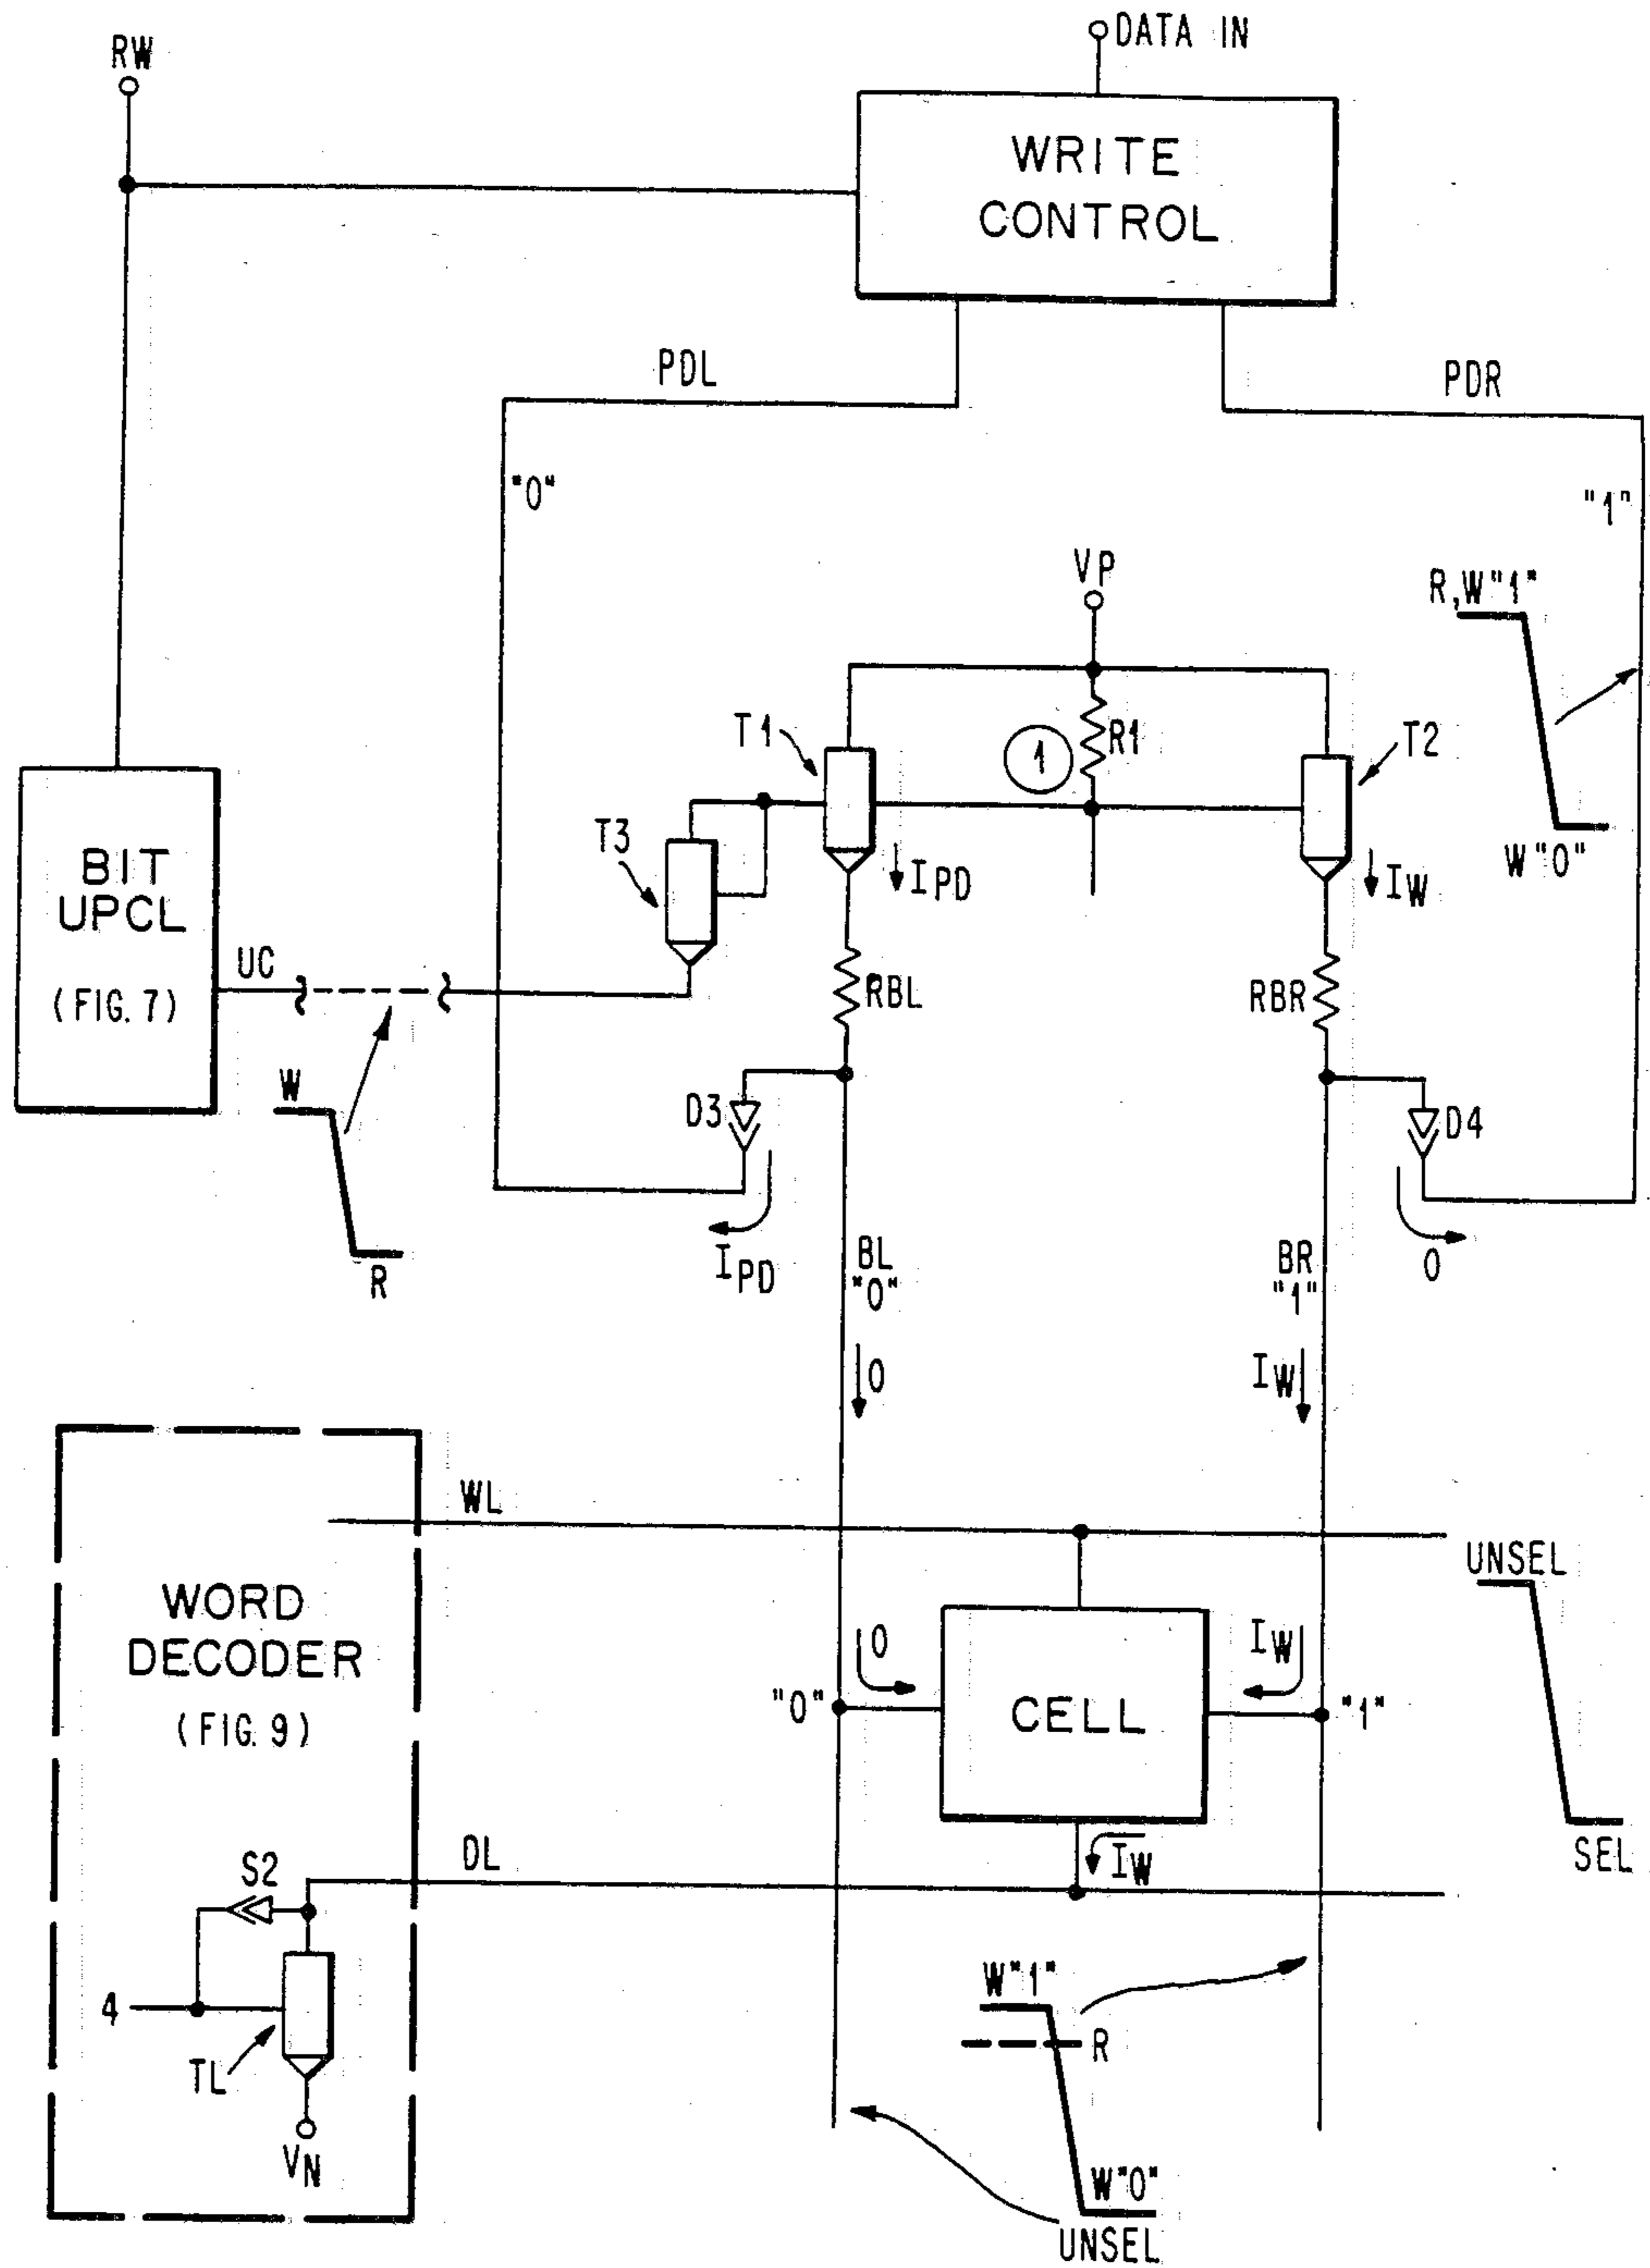 RW
DATA IN
WRITE
CONTROL
PDL
PDR
"0"
"1"
VP
R,W"1"
T1
1
R1
T2
W"0"
T3
IPD
IW
BIT
UPCL
(FIG. 7)
UC
RBL
RBR
W
D3
D4
R
IPD
BL
"0"
BR
"1"
0
0
IW
WL
UNSEL
WORD
DECODER
(FIG. 9)
0
IW
"0"
CELL
"1"
S2
DL
IW
SEL
4
TL
VN
W"1"
R
W"0"
UNSEL